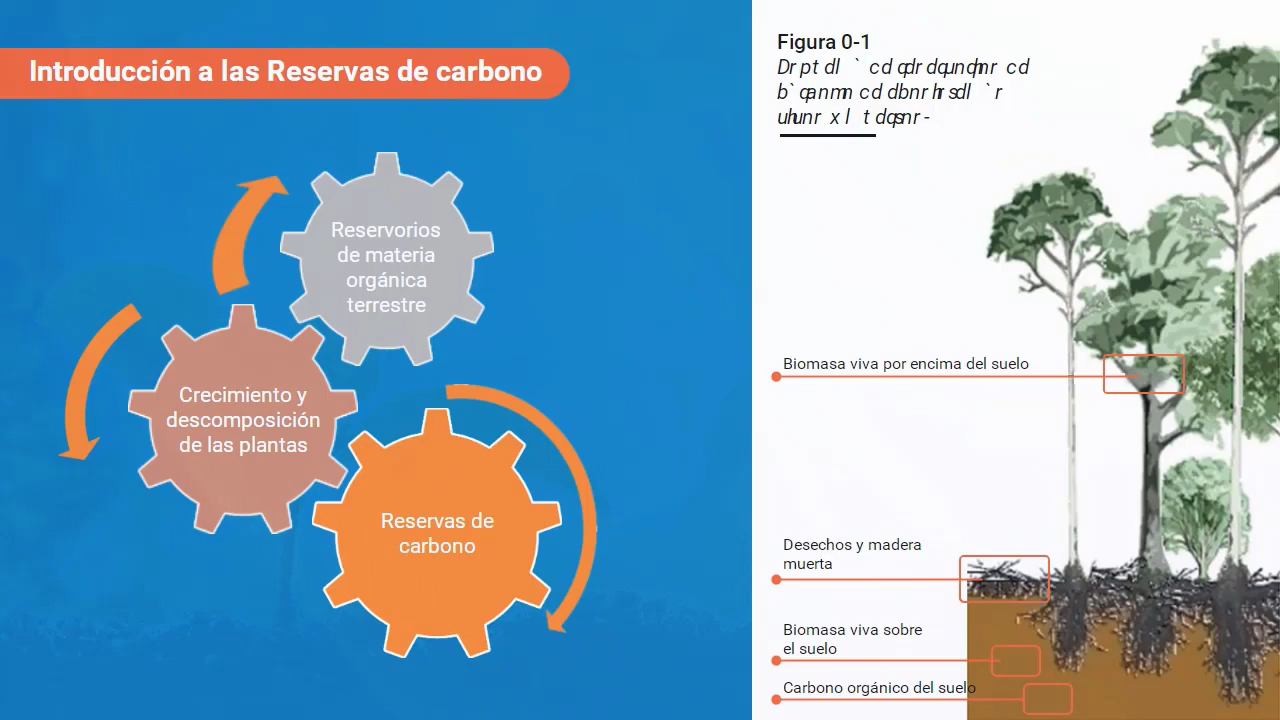 Introducción a las Reservas de carbono
Reservorios
de materia
orgánica
terrestre
Crecimiento y
descomposición
de las plantas
Reservas de
carbono
Figura 0-1
Biomasa viva por encima del suelo
Desechos y madera
muerta
Biomasa viva sobre
el suelo
Carbono orgánico del suelo